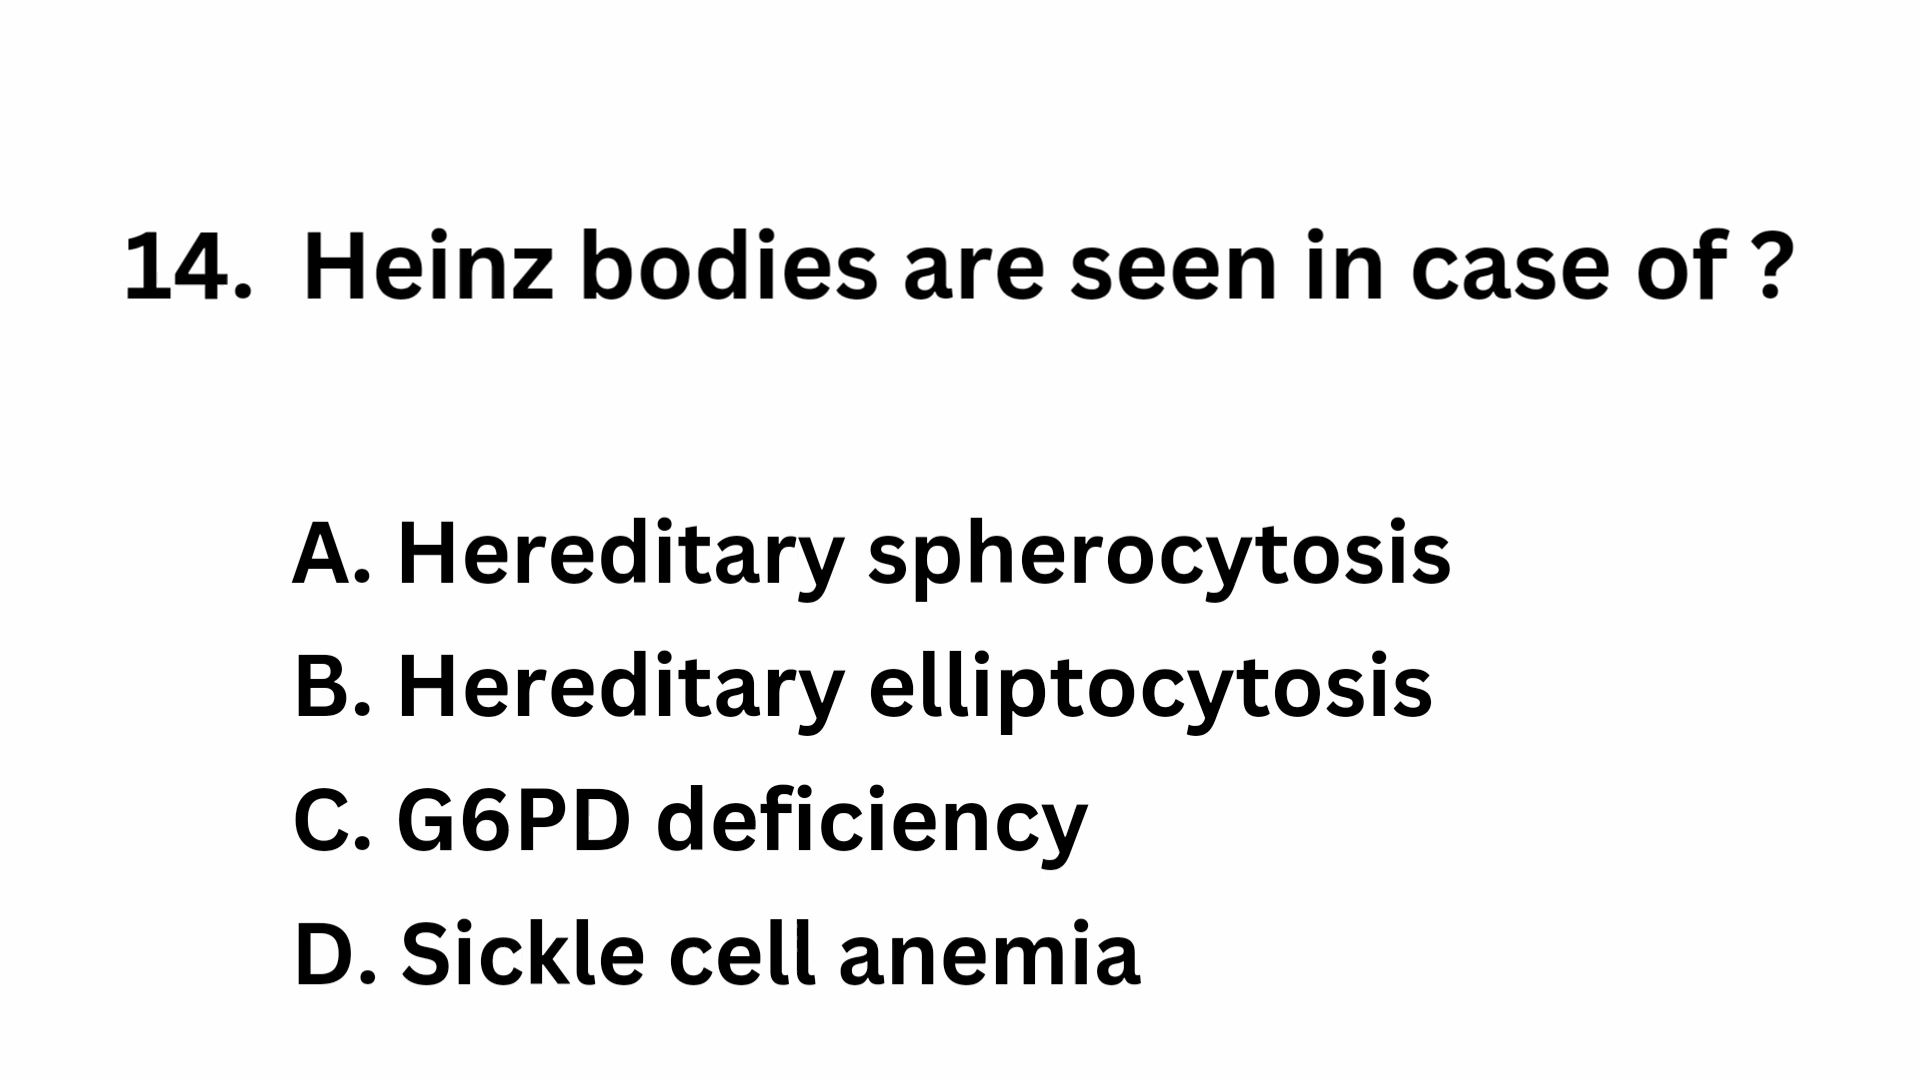 14. Heinz bodies are seen in case of ?
A. Hereditary spherocytosis
B. Hereditary elliptocytosis
C. G6PD deficiency
D. Sickle cell anemia